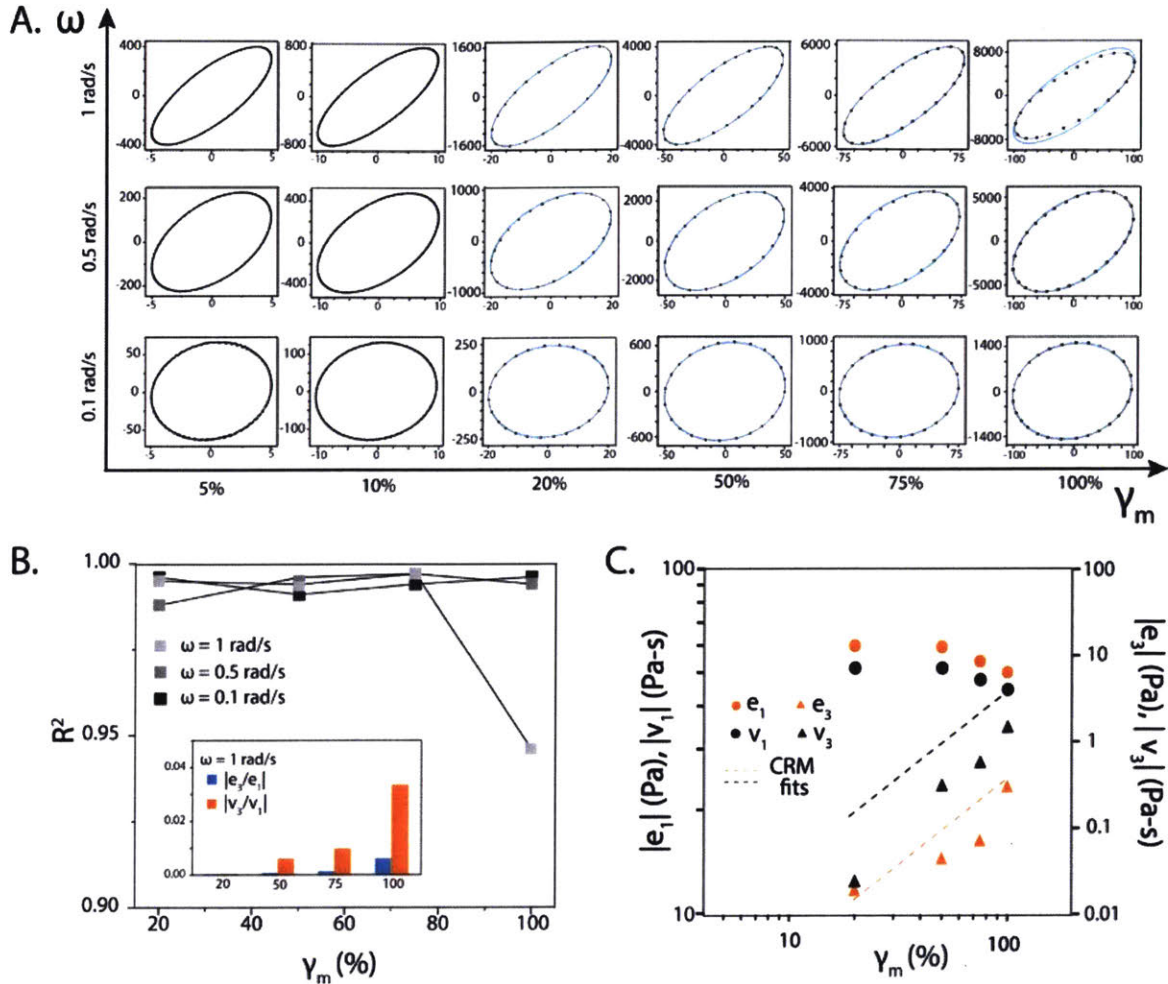 A. ω
1 rad/s
400
0
-400
-5 0 5
800
0
-800
-10 0 10
1600
0
-1600
-20 0 20
4000
0
-4000
-50 0 50
6000
0
-6000
-75 0 75
8000
0
-8000
-100 0 100
0.5 rad/s
200
0
-200
-5 0 5
400
0
-400
-10 0 10
1000
0
-1000
-20 0 20
2500
0
-2500
-50 0 50
4000
0
-4000
-75 0 75
5000
0
-5000
-100 0 100
0.1 rad/s
50
0
-50
-5 0 5
100
0
-100
-10 0 10
250
0
-250
-20 0 20
600
0
-600
-50 0 50
1000
0
-1000
-75 0 75
1400
0
-1400
-100 0 100
5% 10% 20% 50% 75% 100%
γm
B.
R²
1.00
0.95
0.90
ω = 1 rad/s
ω = 0.5 rad/s
ω = 0.1 rad/s
ω = 1 rad/s
|e₃/e₁|
|v₃/v₁|
0.04
0.02
0.00
20 50 75 100
20 40 60 80 100
γm (%)
C.
|e₁| (Pa), |v₁| (Pa-s)
100
10
e₁ e₃
v₁ v₃
CRM
fits
100
10
1
0.1
0.01
|e₃| (Pa), |v₃| (Pa-s)
10 100
γm (%)